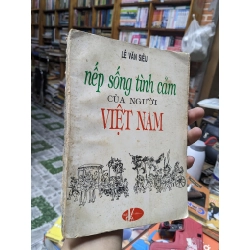 LÊ VĂN SIÊU
nếp sống tình cảm
CỦA NGƯỜI
VIỆT NAM